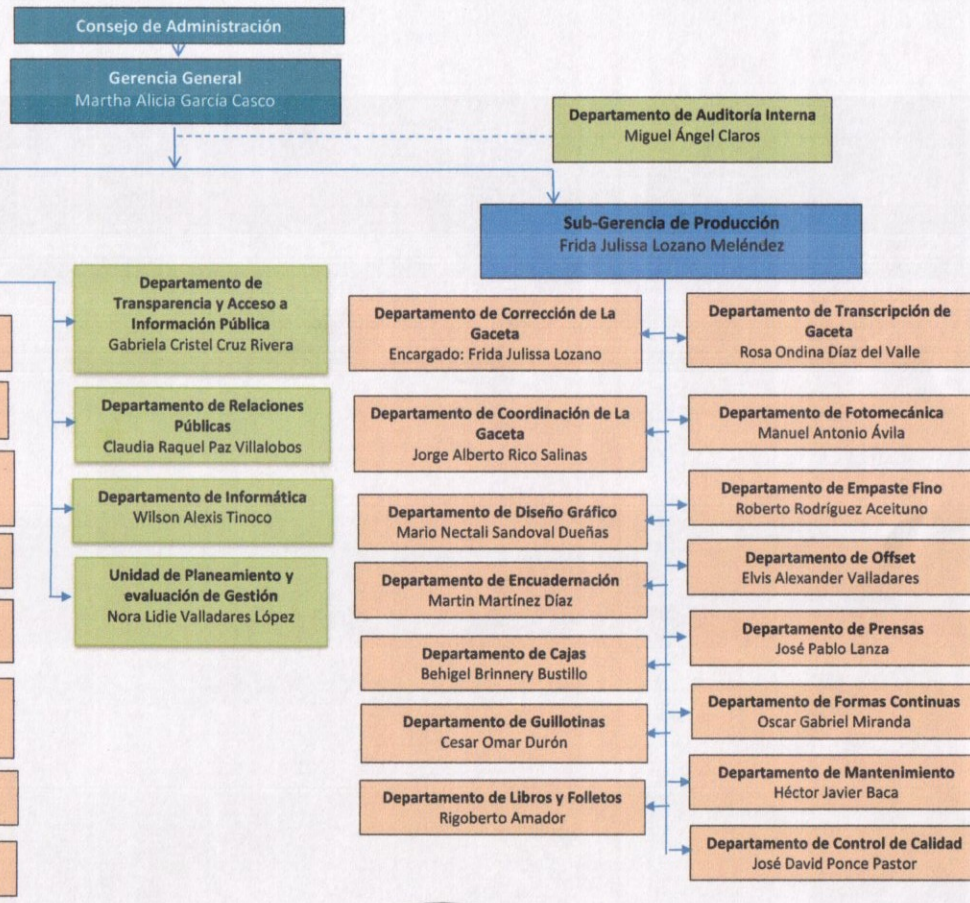 Consejo de Administración
Gerencia General
Martha Alicia García Casco
Departamento de Auditoría Interna
Miguel Ángel Claros
Sub-Gerencia de Producción
Frida Julissa Lozano Meléndez
Departamento de
Transparencia y Acceso a
Información Pública
Gabriela Cristel Cruz Rivera
Departamento de Relaciones
Públicas
Claudia Raquel Paz Villalobos
Departamento de Informática
Wilson Alexis Tinoco
Unidad de Planeamiento y
evaluación de Gestión
Nora Lidie Valladares López
Departamento de Corrección de La
Gaceta
Encargado: Frida Julissa Lozano
Departamento de Coordinación de La
Gaceta
Jorge Alberto Rico Salinas
Departamento de Diseño Gráfico
Mario Nectali Sandoval Dueñas
Departamento de Encuadernación
Martin Martínez Díaz
Departamento de Cajas
Behigel Brinnery Bustillo
Departamento de Guillotinas
Cesar Omar Durón
Departamento de Libros y Folletos
Rigoberto Amador
Departamento de Transcripción de
Gaceta
Rosa Ondina Díaz del Valle
Departamento de Fotomecánica
Manuel Antonio Ávila
Departamento de Empaste Fino
Roberto Rodríguez Aceituno
Departamento de Offset
Elvis Alexander Valladares
Departamento de Prensas
José Pablo Lanza
Departamento de Formas Continuas
Oscar Gabriel Miranda
Departamento de Mantenimiento
Héctor Javier Baca
Departamento de Control de Calidad
José David Ponce Pastor